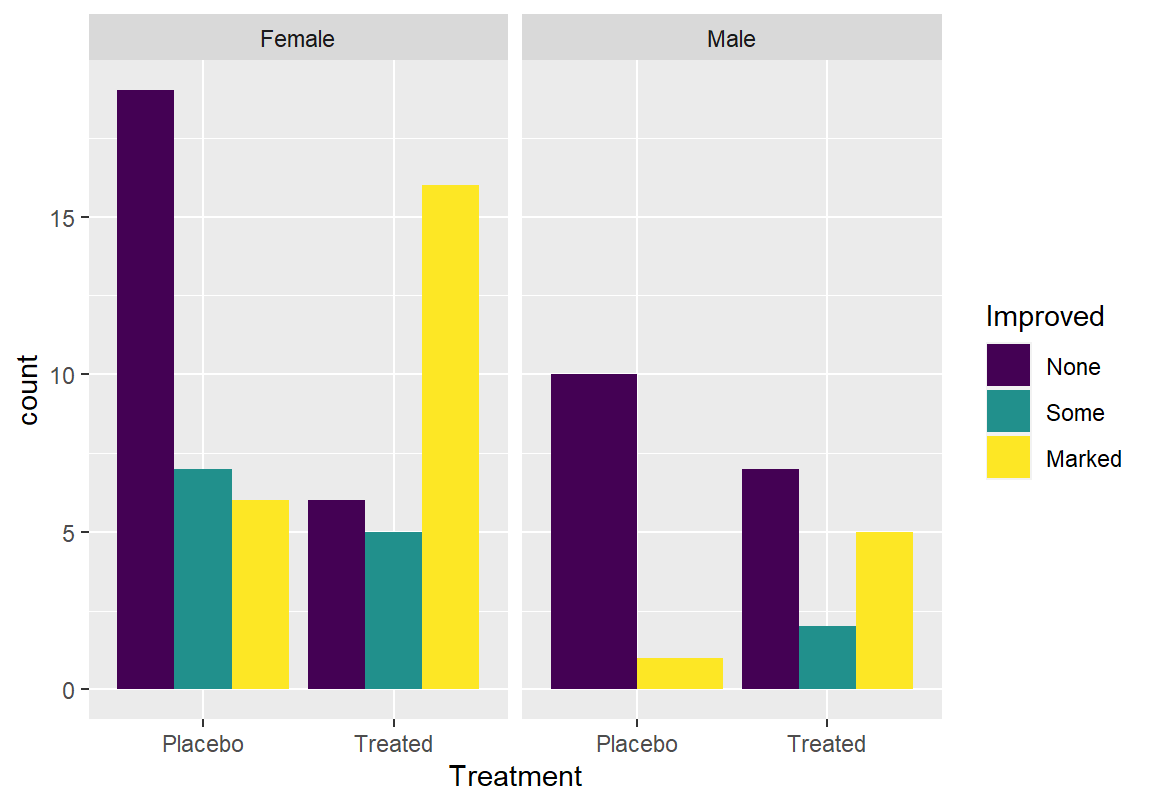 Female
Male
15
10
5
0
count
Placebo
Treated
Placebo
Treated
Treatment
Improved
None
Some
Marked